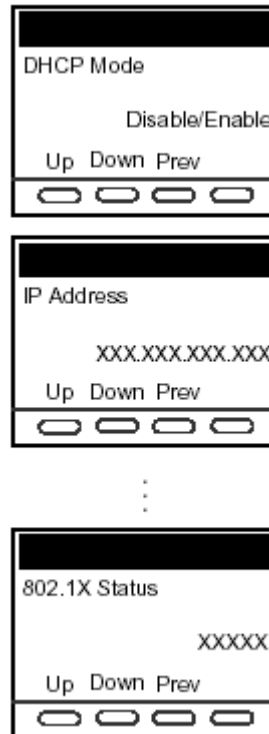 DHCP Mode
Disable/Enable
Up Down Prev
IP Address
XXX.XXX.XXX.XXX
Up Down Prev
802.1X Status
XXXXX
Up Down Prev